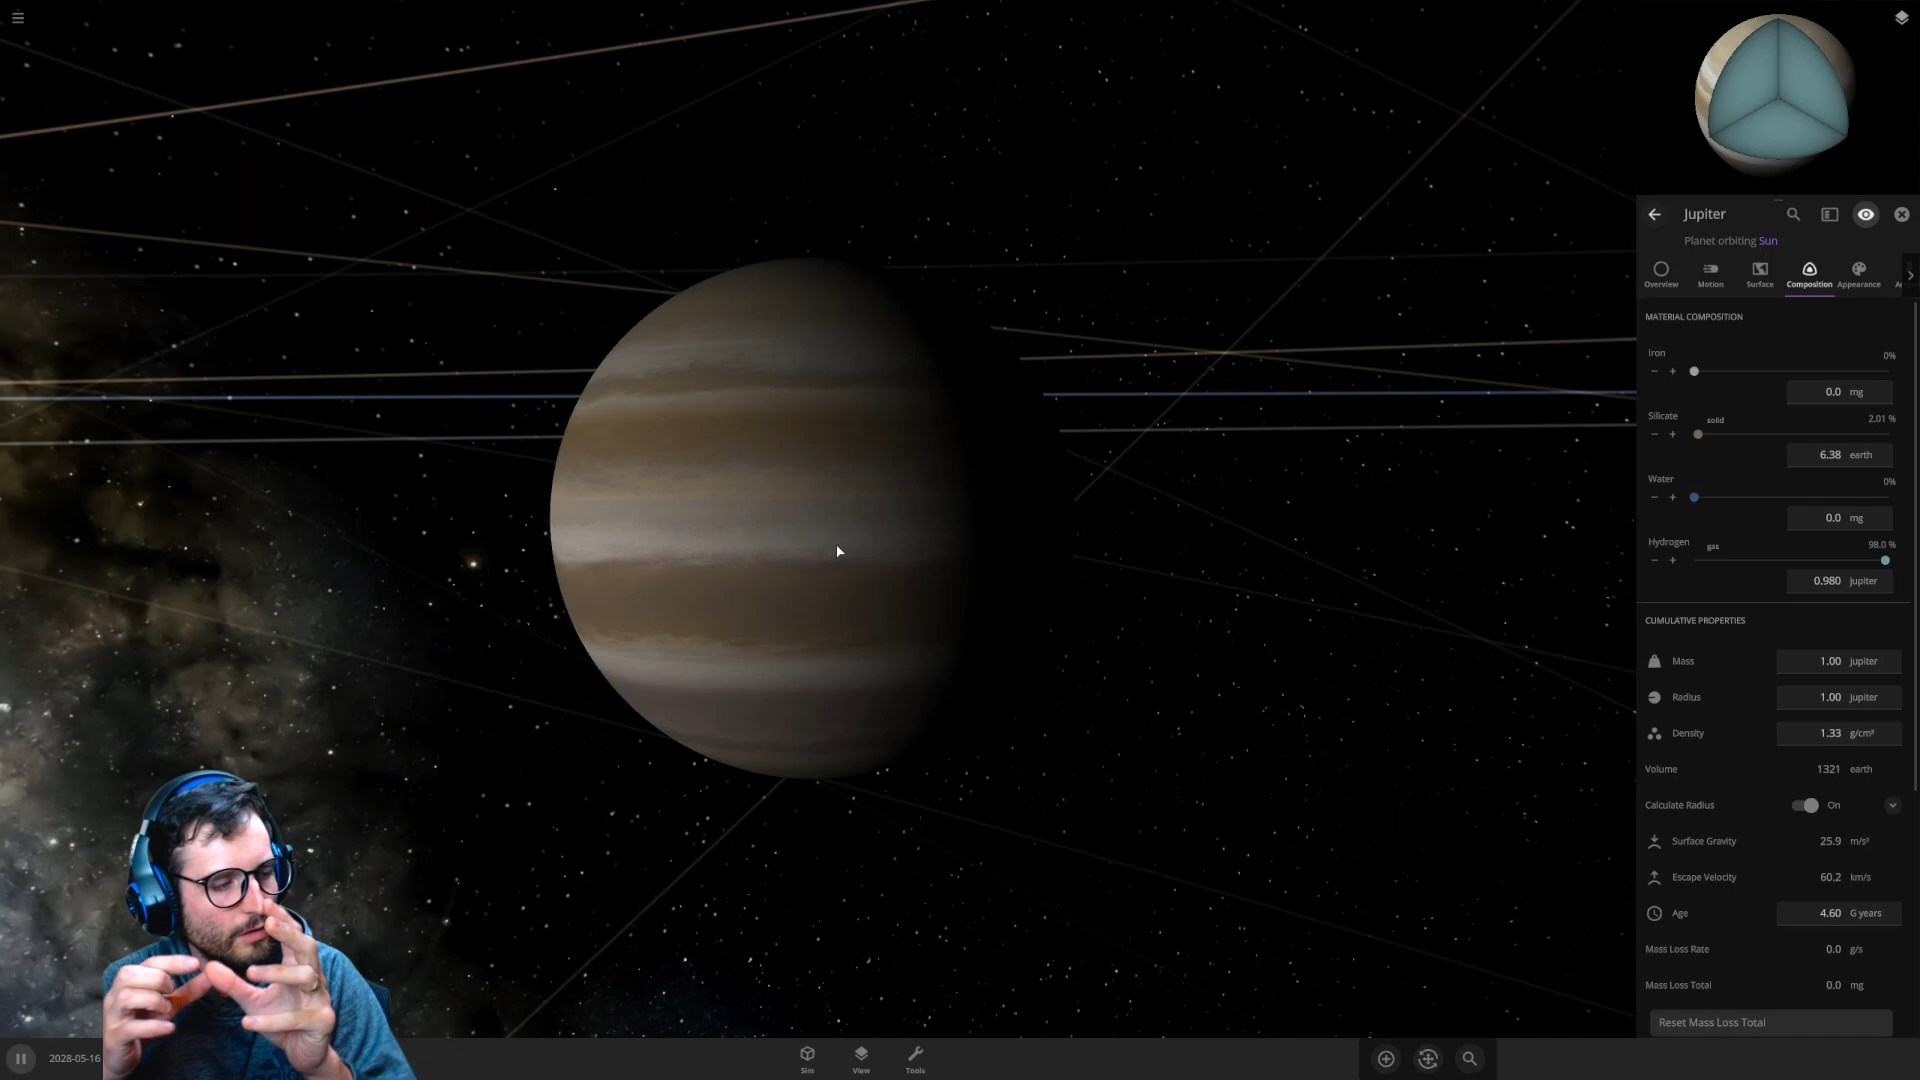 Jupiter
Planet orbiting Sun
Overview Motion Surface Composition Appearance
MATERIAL COMPOSITION
Iron 0%
− +
0.0 mg
Silicate solid 2.01 %
− +
6.38 earth
Water 0%
− +
0.0 mg
Hydrogen gas 98.0 %
− +
0.980 jupiter
CUMULATIVE PROPERTIES
Mass 1.00 jupiter
Radius 1.00 jupiter
Density 1.33 g/cm³
Volume 1321 earth
Calculate Radius On
Surface Gravity 25.9 m/s²
Escape Velocity 60.2 km/s
Age 4.60 G years
Mass Loss Rate 0.0 g/s
Mass Loss Total 0.0 mg
Reset Mass Loss Total
2028-05-16
Sim View Tools